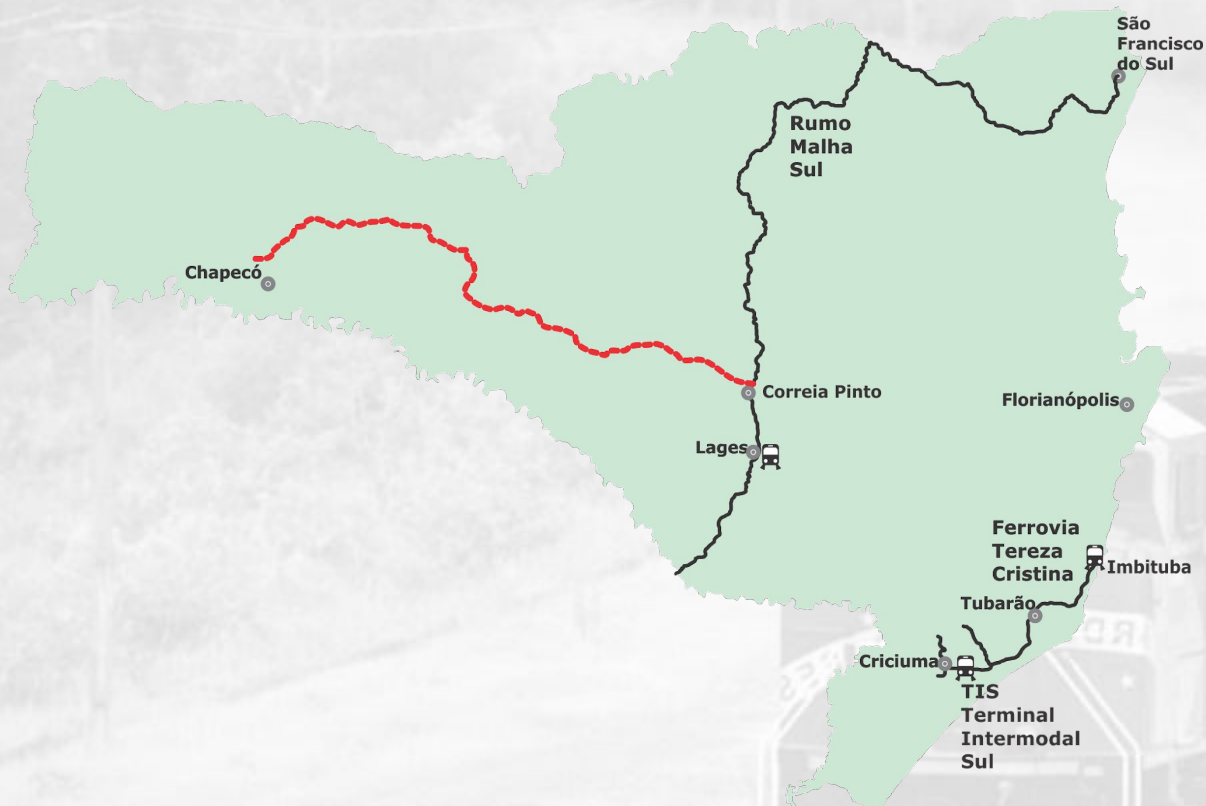 São
Francisco
do Sul
Rumo
Malha
Sul
Chapecó
Correia Pinto
Florianópolis
Lages
Ferrovia
Tereza
Cristina
Imbituba
Tubarão
Criciuma
TIS
Terminal
Intermodal
Sul